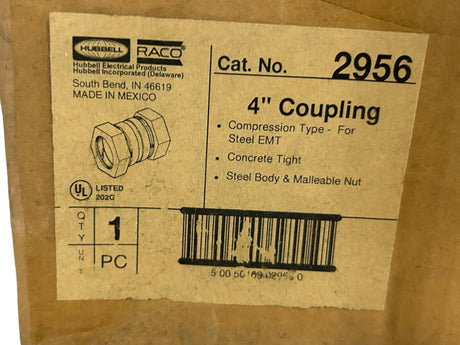 HUBBELL
RACO
Hubbell Electrical Products
Hubbell Incorporated (Delaware)
South Bend, IN 46619
MADE IN MEXICO
Cat. No. 2956
4" Coupling
• Compression Type - For
Steel EMT
• Concrete Tight
• Steel Body & Malleable Nut
UL LISTED
202G
QTY 1
UNIT PC